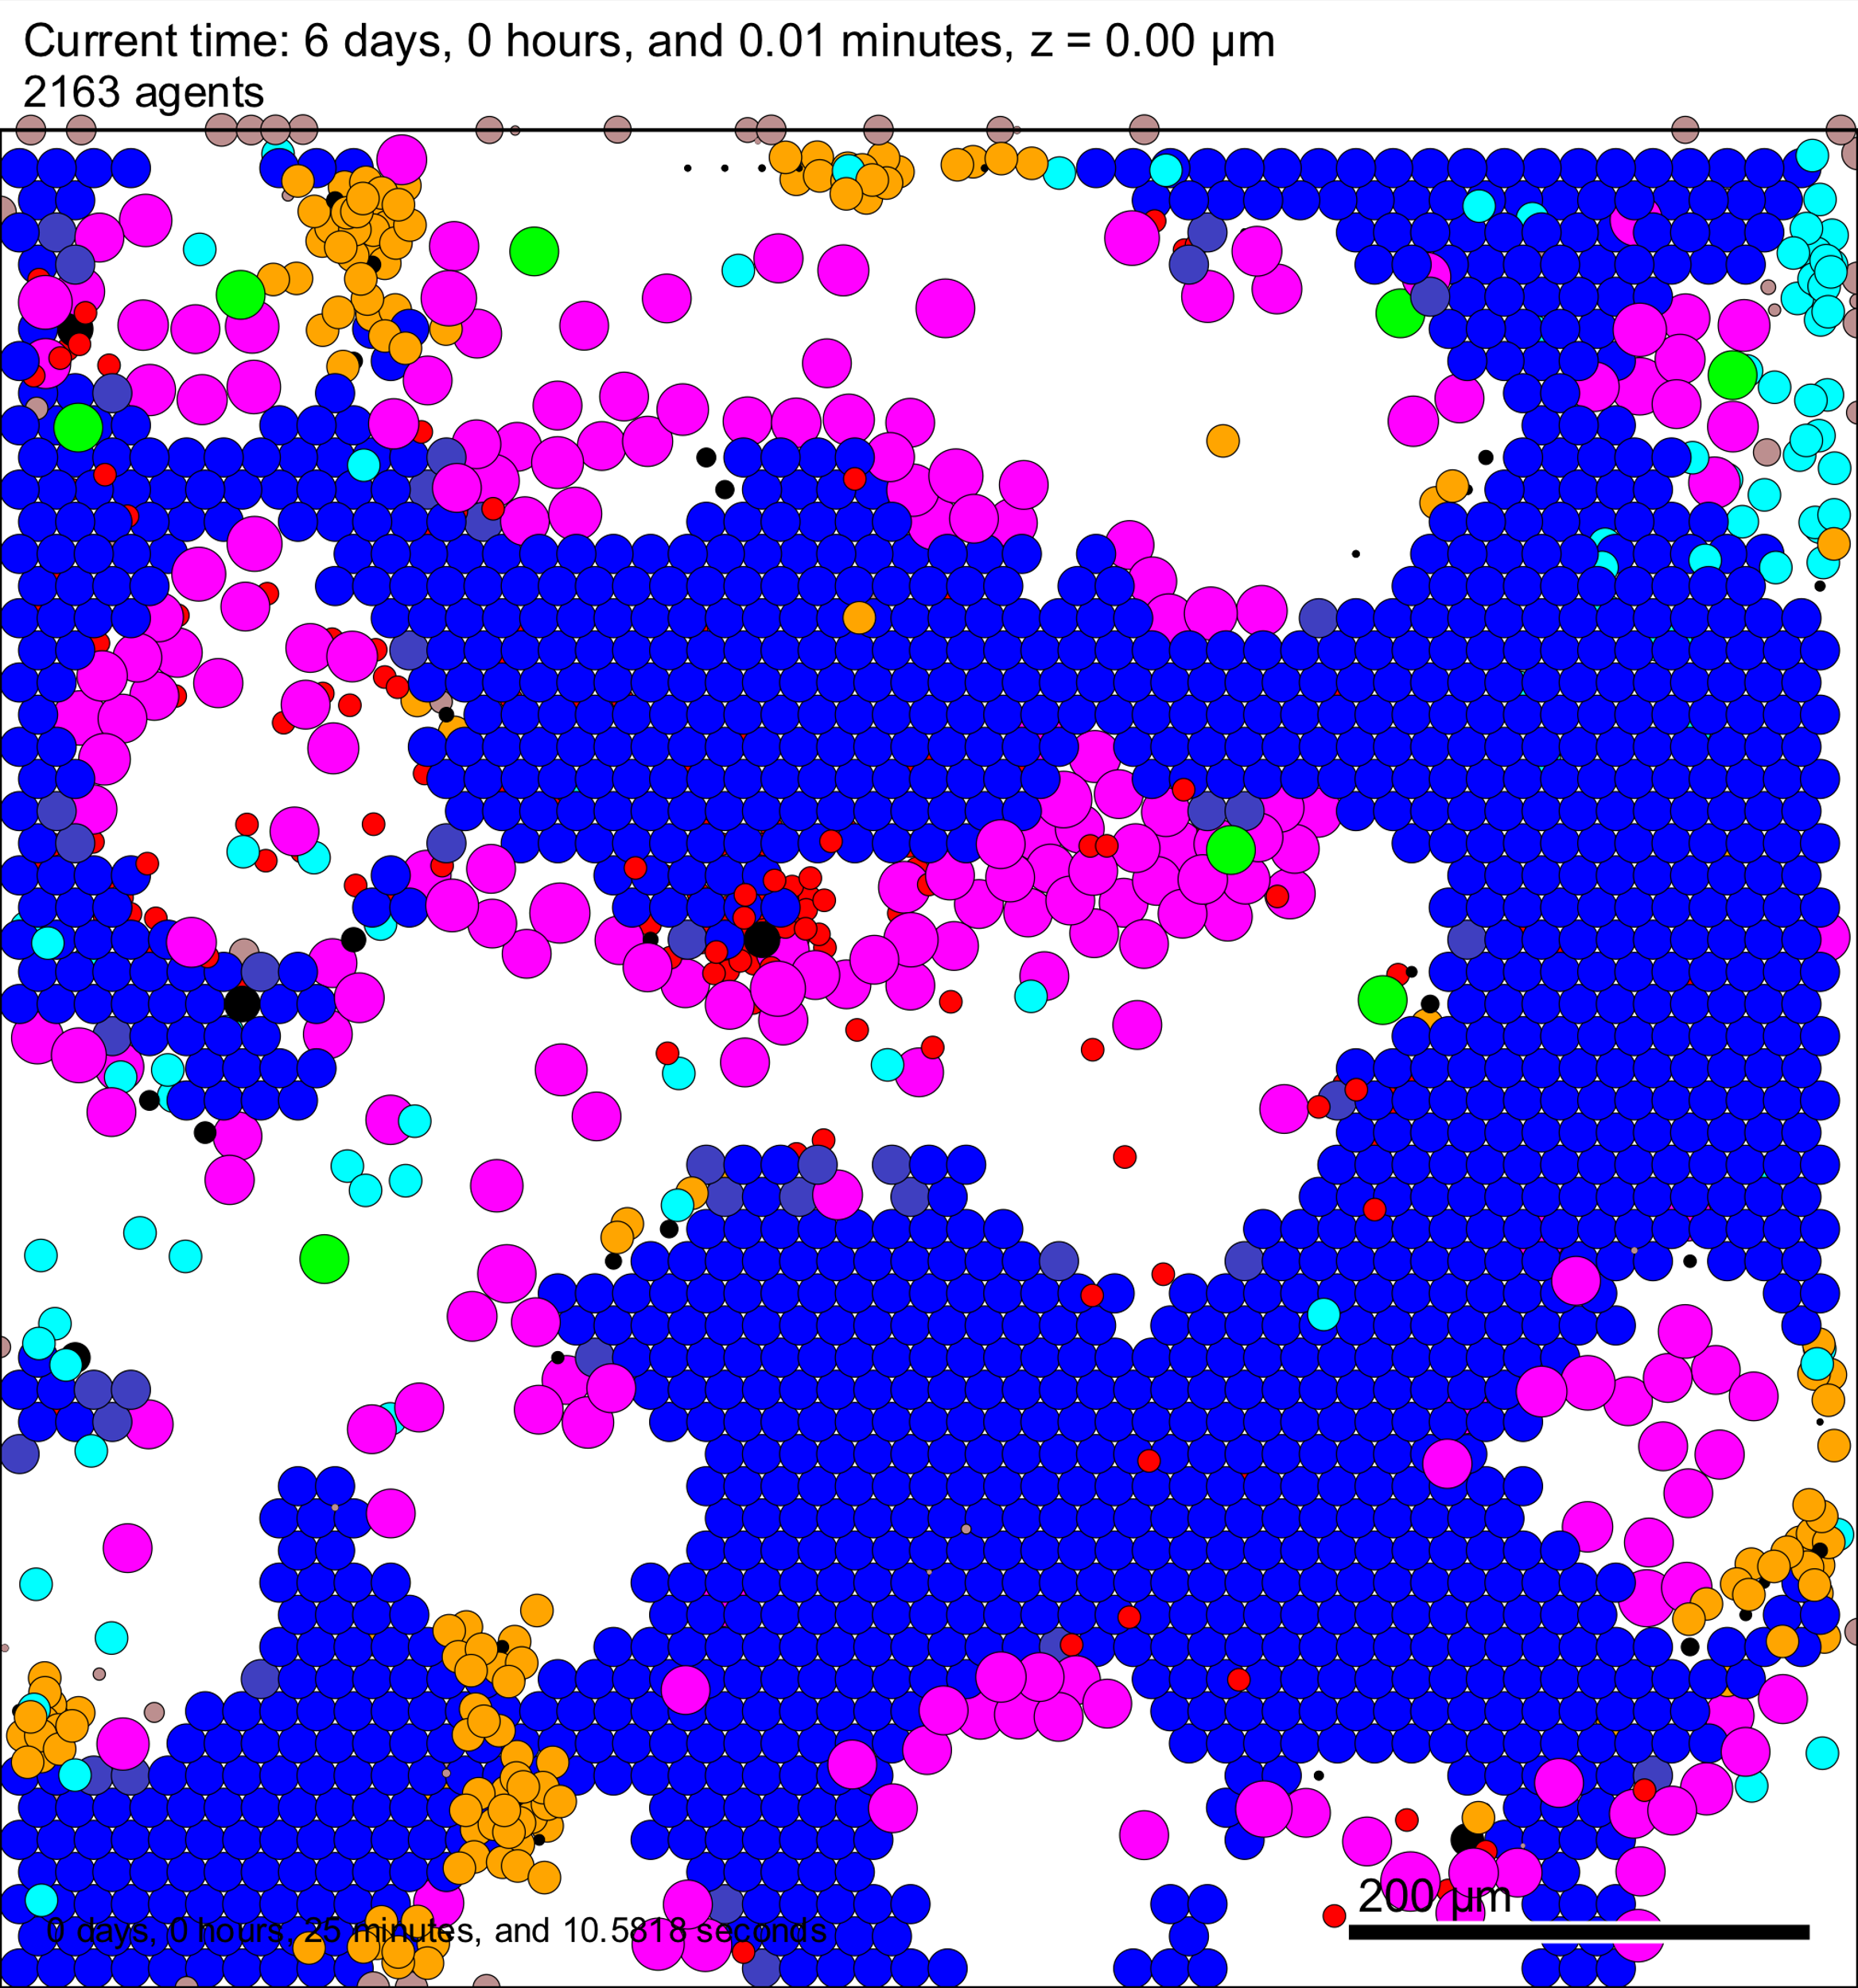 Current time: 6 days, 0 hours, and 0.01 minutes, z = 0.00 μm
2163 agents
200 μm
0 days, 0 hours, 25 minutes, and 10.5818 seconds